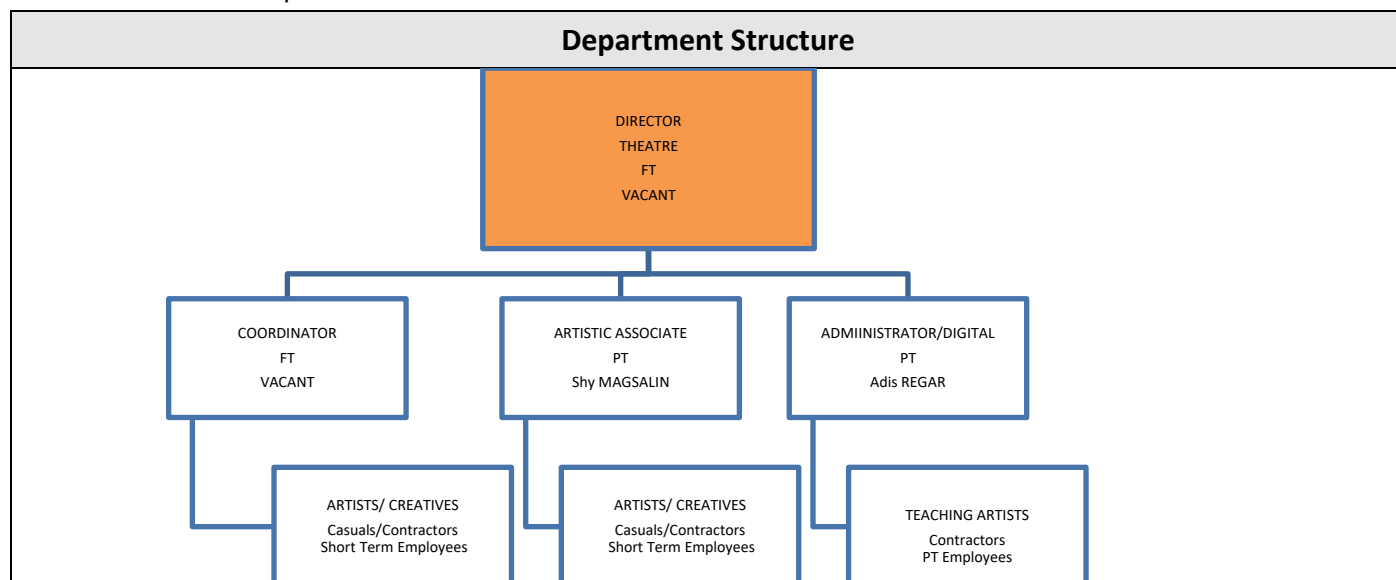 Department Structure
DIRECTOR
THEATRE
FT
VACANT
COORDINATOR
FT
VACANT
ARTISTIC ASSOCIATE
PT
Shy MAGSALIN
ADMIINISTRATOR/DIGITAL
PT
Adis REGAR
ARTISTS/ CREATIVES
Casuals/Contractors
Short Term Employees
ARTISTS/ CREATIVES
Casuals/Contractors
Short Term Employees
TEACHING ARTISTS
Contractors
PT Employees